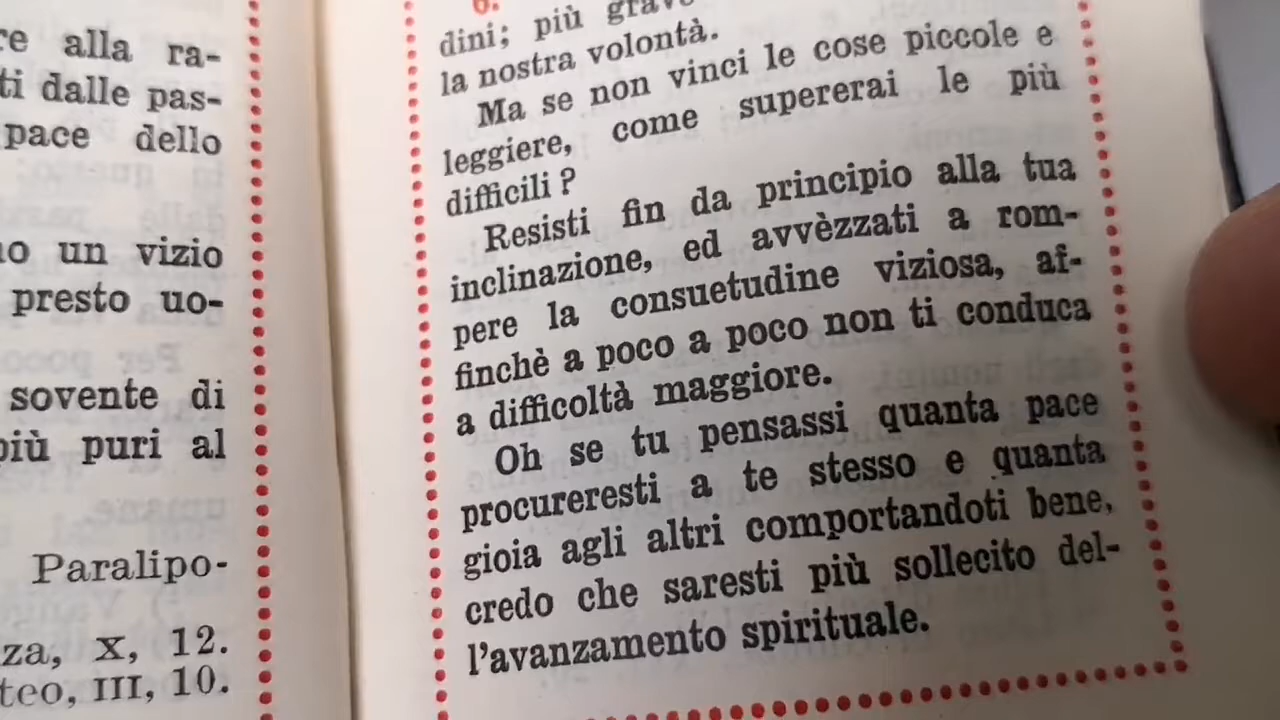 re alla ra-
ti dalle pas-
pace dello
un vizio
presto uo-
sovente di
più puri al
Paralipo-
za, x, 12.
teo, III, 10.
6.
dini; più
la nostra volontà.
Ma se non vinci le cose piccole e
leggiere, come supererai le più
difficili ?
Resisti fin da principio alla tua
inclinazione, ed avvèzzati a rom-
pere la consuetudine viziosa, af-
finchè a poco a poco non ti conduca
a difficoltà maggiore.
Oh se tu pensassi quanta pace
procureresti a te stesso e quanta
gioia agli altri comportandoti bene,
credo che saresti più sollecito del-
l'avanzamento spirituale.